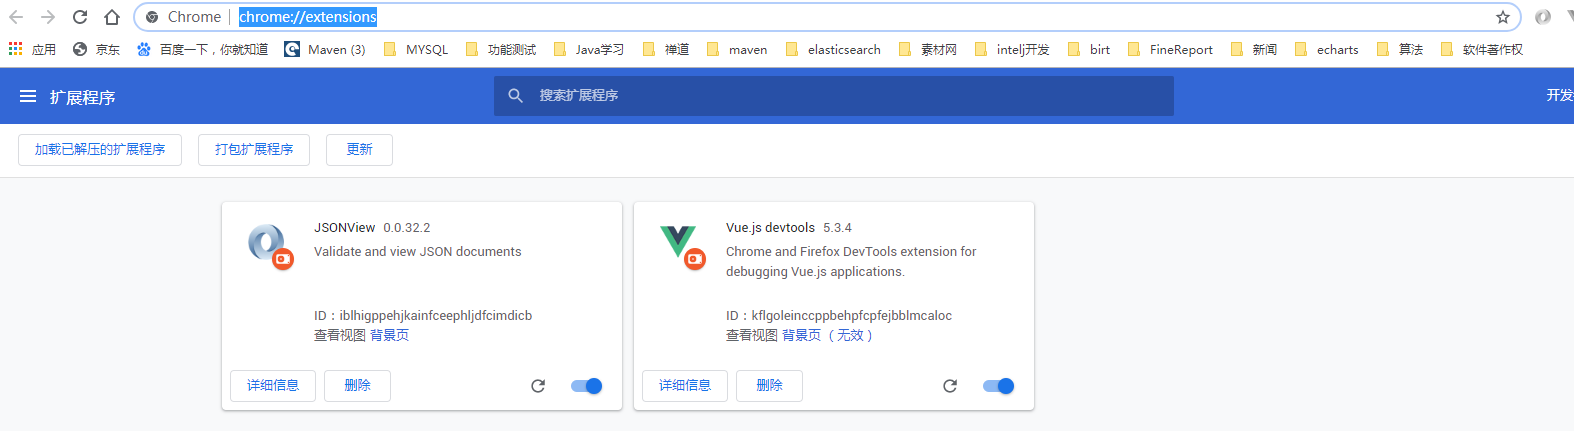 Chrome | chrome://extensions
应用 京东 百度一下，你就知道 Maven (3) MYSQL 功能测试 Java学习 禅道 maven elasticsearch 素材网 intelj开发 birt FineReport 新闻 echarts 算法 软件著作权
扩展程序 搜索扩展程序 开发
加载已解压的扩展程序 打包扩展程序 更新
JSONView 0.0.32.2
Validate and view JSON documents
ID：iblhigppehjkainfceephljdfcimdicb
查看视图 背景页
详细信息 删除
Vue.js devtools 5.3.4
Chrome and Firefox DevTools extension for
debugging Vue.js applications.
ID：kflgoleinccppbehpfcpfejbblmcaloc
查看视图 背景页（无效）
详细信息 删除